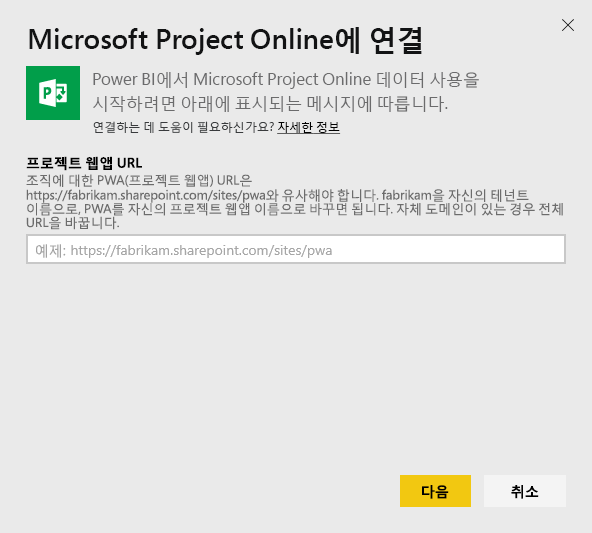 Microsoft Project Online에 연결
Power BI에서 Microsoft Project Online 데이터 사용을
시작하려면 아래에 표시되는 메시지에 따릅니다.
연결하는 데 도움이 필요하신가요? 자세한 정보
프로젝트 웹앱 URL
조직에 대한 PWA(프로젝트 웹앱) URL은
https://fabrikam.sharepoint.com/sites/pwa와 유사해야 합니다. fabrikam을 자신의 테넌트
이름으로, PWA를 자신의 프로젝트 웹앱 이름으로 바꾸면 됩니다. 자체 도메인이 있는 경우 전체
URL을 바꿉니다.
예제: https://fabrikam.sharepoint.com/sites/pwa
다음 취소